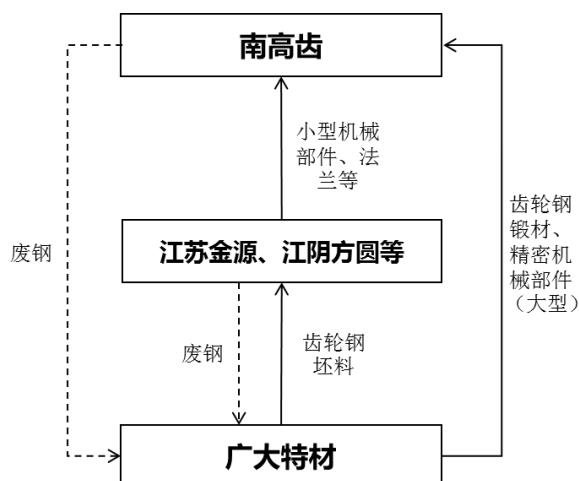 南高齿
小型机械
部件、法
兰等
齿轮钢
锻材、
精密机
械部件
（大型）
废钢
江苏金源、江阴方圆等
废钢
齿轮钢
坯料
广大特材